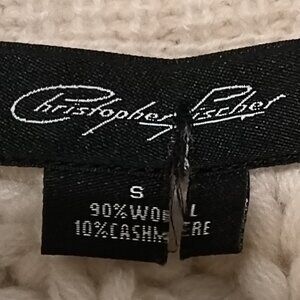 Christopher Fischer
S
90% WOOL
10% CASHMERE